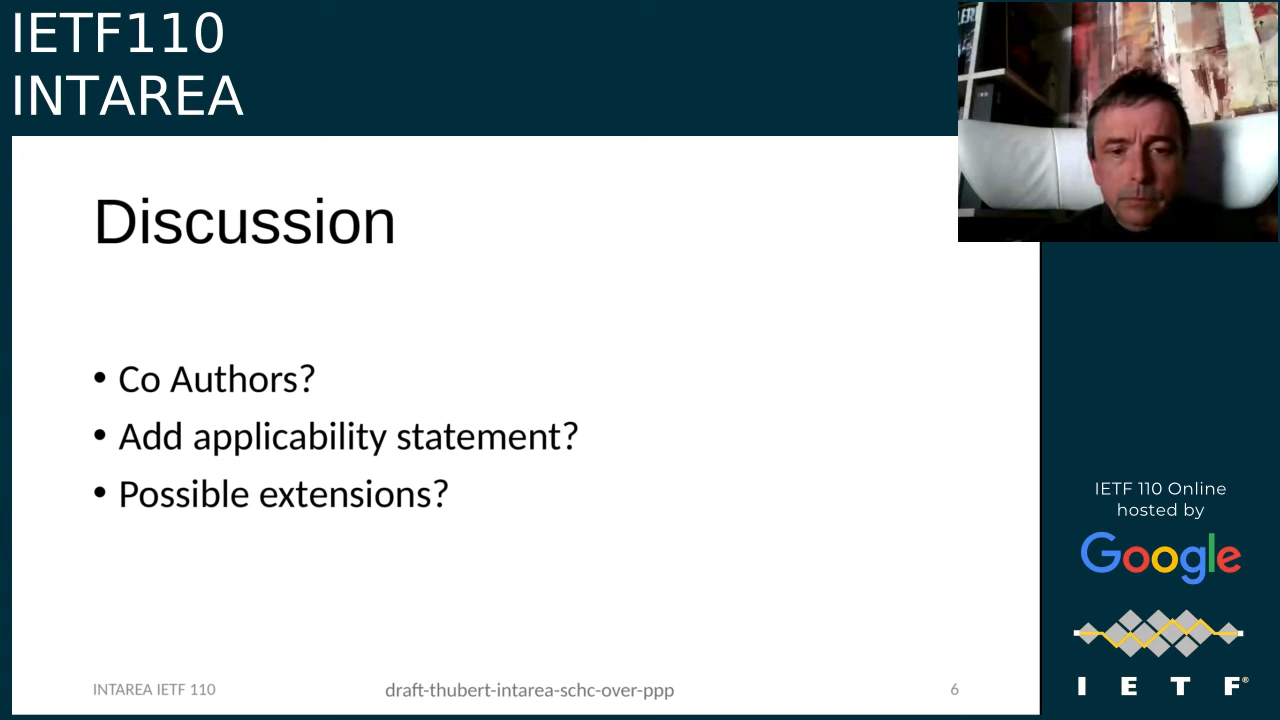 IETF110
INTAREA
Discussion
• Co Authors?
• Add applicability statement?
• Possible extensions?
INTAREA IETF 110
draft-thubert-intarea-schc-over-ppp
6
IETF 110 Online
hosted by
Google
I E T F®